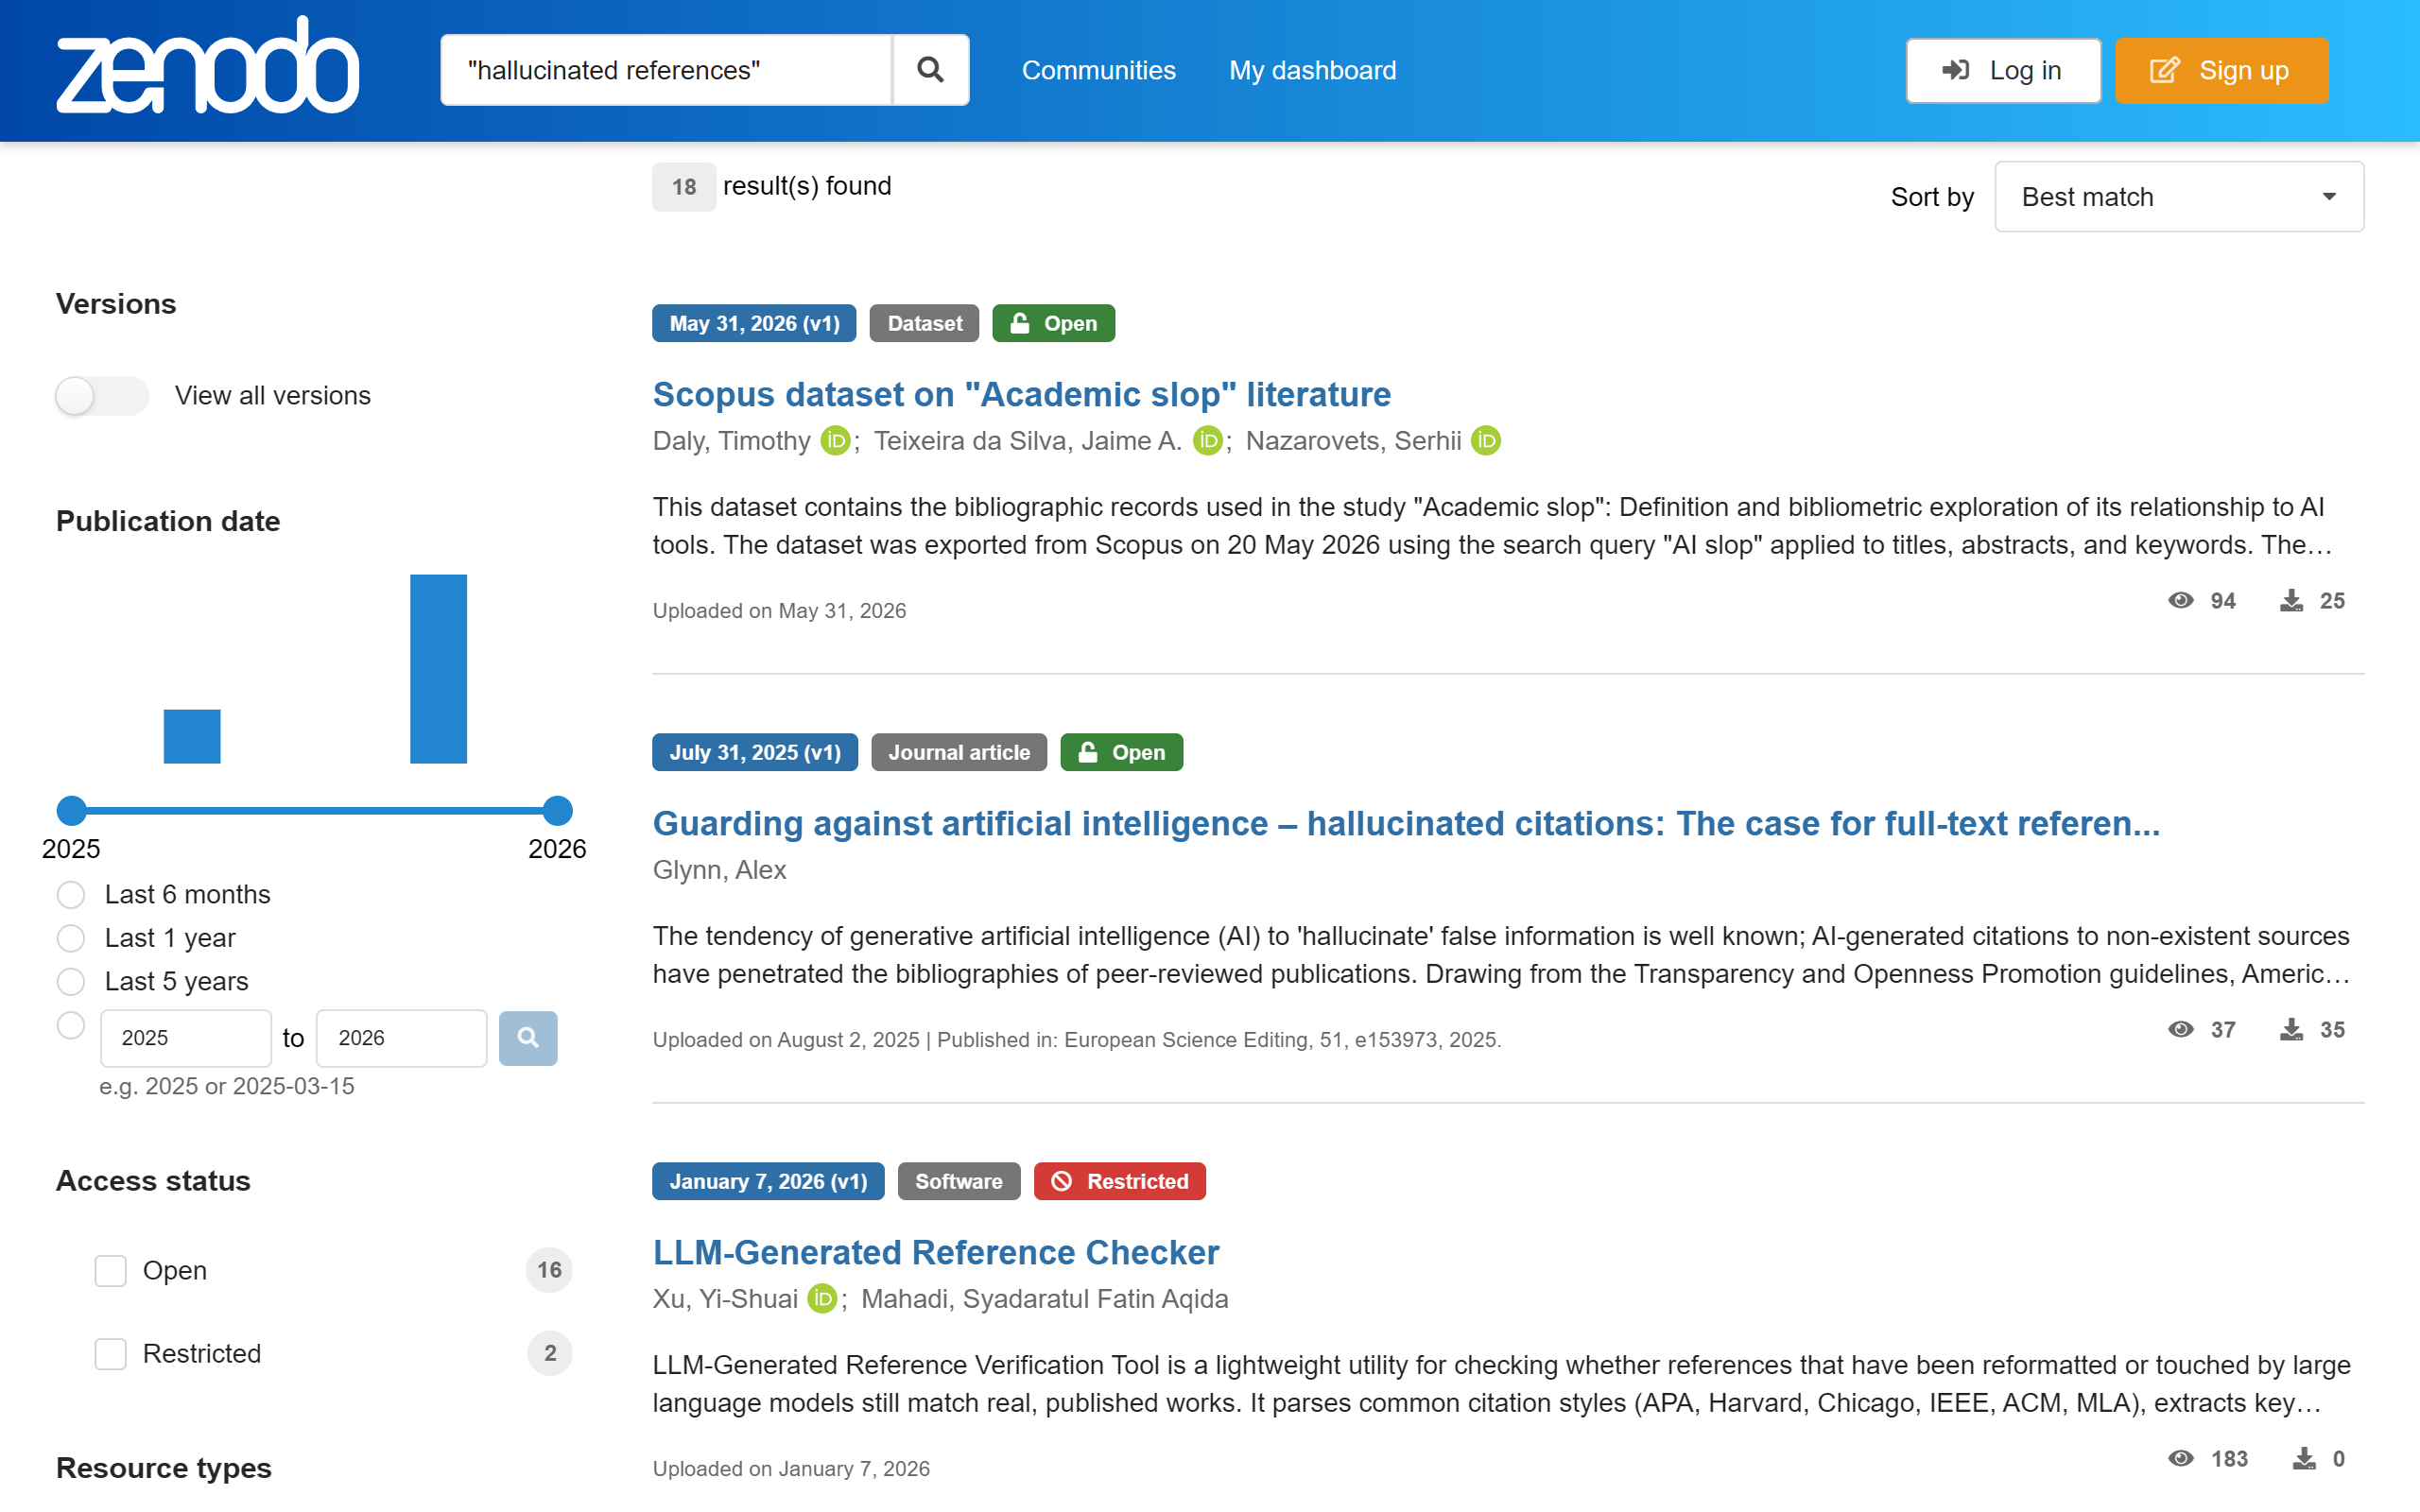 zenodo
"hallucinated references"
Communities
My dashboard
Log in
Sign up
18 result(s) found
Sort by
Best match
Versions
View all versions
Publication date
2025
2026
Last 6 months
Last 1 year
Last 5 years
2025 to 2026
e.g. 2025 or 2025-03-15
Access status
Open 16
Restricted 2
Resource types
May 31, 2026 (v1) Dataset Open
Scopus dataset on "Academic slop" literature
Daly, Timothy iD; Teixeira da Silva, Jaime A. iD; Nazarovets, Serhii iD
This dataset contains the bibliographic records used in the study "Academic slop": Definition and bibliometric exploration of its relationship to AI
tools. The dataset was exported from Scopus on 20 May 2026 using the search query "AI slop" applied to titles, abstracts, and keywords. The…
Uploaded on May 31, 2026
94 25
July 31, 2025 (v1) Journal article Open
Guarding against artificial intelligence – hallucinated citations: The case for full-text referen...
Glynn, Alex
The tendency of generative artificial intelligence (AI) to 'hallucinate' false information is well known; AI-generated citations to non-existent sources
have penetrated the bibliographies of peer-reviewed publications. Drawing from the Transparency and Openness Promotion guidelines, Americ…
Uploaded on August 2, 2025 | Published in: European Science Editing, 51, e153973, 2025.
37 35
January 7, 2026 (v1) Software Restricted
LLM-Generated Reference Checker
Xu, Yi-Shuai iD; Mahadi, Syadaratul Fatin Aqida
LLM-Generated Reference Verification Tool is a lightweight utility for checking whether references that have been reformatted or touched by large
language models still match real, published works. It parses common citation styles (APA, Harvard, Chicago, IEEE, ACM, MLA), extracts key…
Uploaded on January 7, 2026
183 0